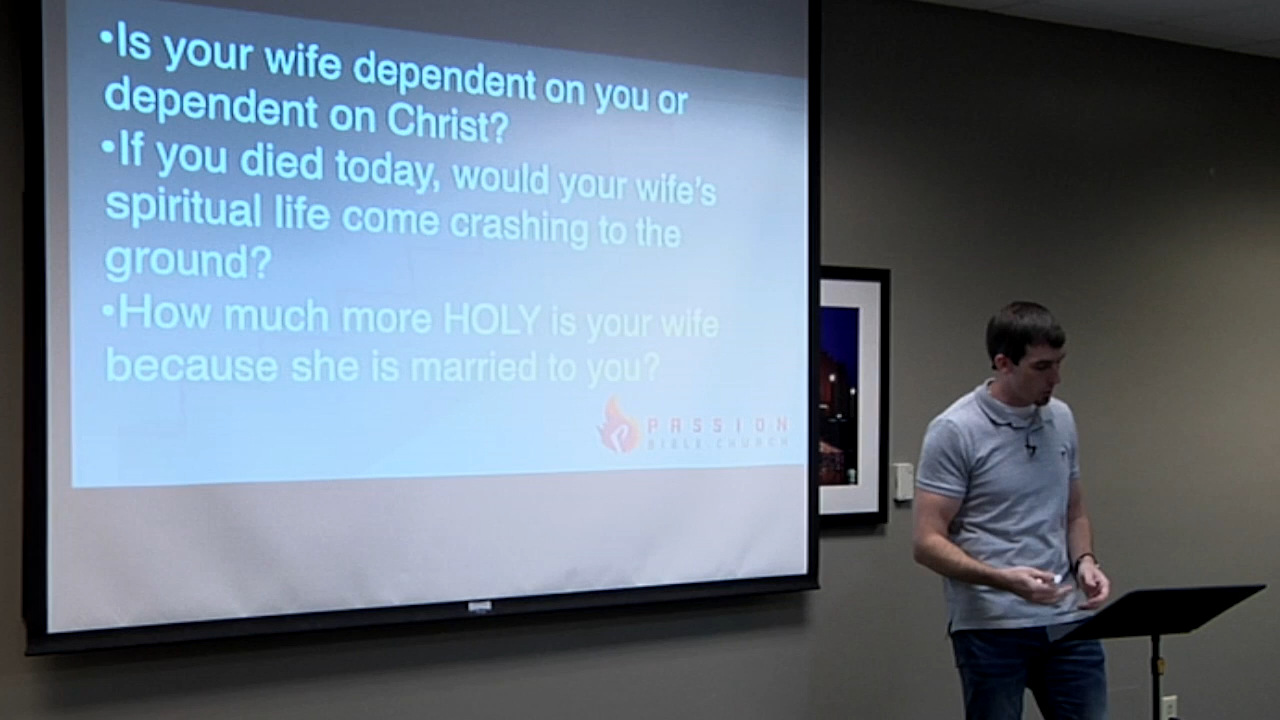 •Is your wife dependent on you or
dependent on Christ?
•If you died today, would your wife's
spiritual life come crashing to the
ground?
•How much more HOLY is your wife
because she is married to you?
PASSION
BIBLE CHURCH